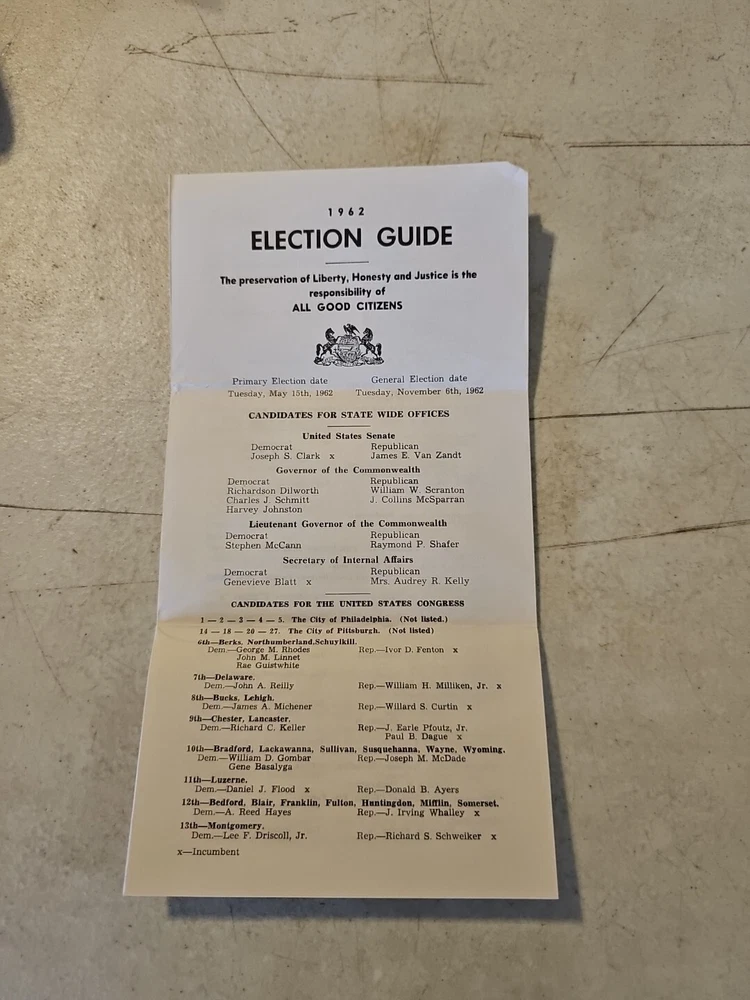 1962
ELECTION GUIDE
The preservation of Liberty, Honesty and Justice is the
responsibility of
ALL GOOD CITIZENS
Primary Election date General Election date
Tuesday, May 15th, 1962 Tuesday, November 6th, 1962
CANDIDATES FOR STATE WIDE OFFICES
United States Senate
Democrat Republican
Joseph S. Clark x James E. Van Zandt
Governor of the Commonwealth
Democrat Republican
Richardson Dilworth William W. Scranton
Charles J. Schmitt J. Collins McSparran
Harvey Johnston
Lieutenant Governor of the Commonwealth
Democrat Republican
Stephen McCann Raymond P. Shafer
Secretary of Internal Affairs
Democrat Republican
Genevieve Blatt x Mrs. Audrey R. Kelly
CANDIDATES FOR THE UNITED STATES CONGRESS
1 — 2 — 3 — 4 — 5. The City of Philadelphia. (Not listed.)
14 — 18 — 20 — 27. The City of Pittsburgh. (Not listed)
6th—Berks, Northumberland.Schuylkill.
Dem.—George M. Rhodes Rep.—Ivor D. Fenton x
John M. Linnet
Rae Guistwhite
7th—Delaware.
Dem.—John A. Reilly Rep.—William H. Milliken, Jr. x
8th—Bucks, Lehigh.
Dem.—James A. Michener Rep.—Willard S. Curtin x
9th—Chester, Lancaster.
Dem.—Richard C. Keller Rep.—J. Earle Pfoutz, Jr.
Paul B. Dague x
10th—Bradford, Lackawanna, Sullivan, Susquehanna, Wayne, Wyoming.
Dem.—William D. Gombar Rep.—Joseph M. McDade
Gene Basalyga
11th—Luzerne.
Dem.—Daniel J. Flood x Rep.—Donald B. Ayers
12th—Bedford, Blair, Franklin, Fulton, Huntingdon, Mifflin, Somerset.
Dem.—A. Reed Hayes Rep.—J. Irving Whalley x
13th—Montgomery.
Dem.—Lee F. Driscoll, Jr. Rep.—Richard S. Schweiker x
x—Incumbent